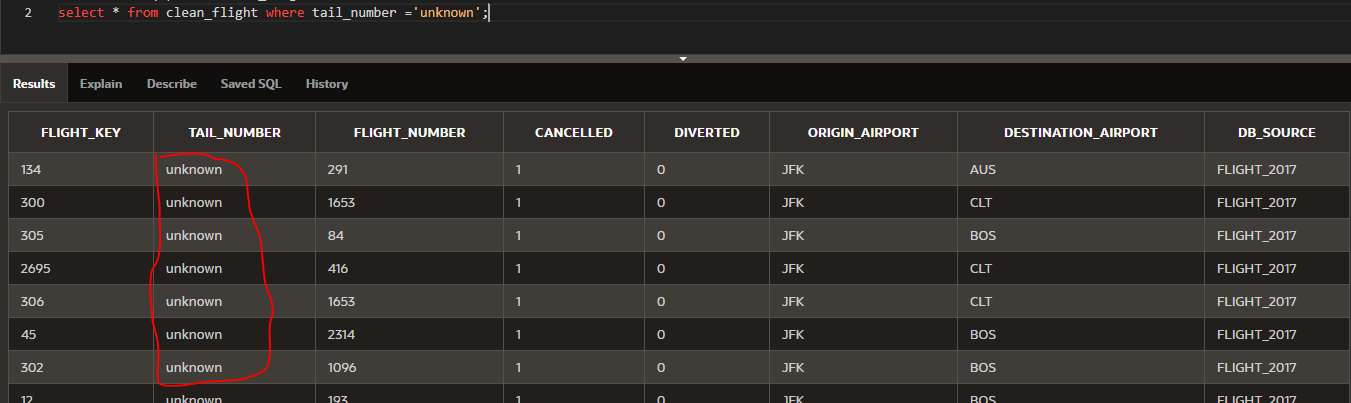 2 select * from clean_flight where tail_number ='unknown';
Results Explain Describe Saved SQL History
FLIGHT_KEY TAIL_NUMBER FLIGHT_NUMBER CANCELLED DIVERTED ORIGIN_AIRPORT DESTINATION_AIRPORT DB_SOURCE
134 unknown 291 1 0 JFK AUS FLIGHT_2017
300 unknown 1653 1 0 JFK CLT FLIGHT_2017
305 unknown 84 1 0 JFK BOS FLIGHT_2017
2695 unknown 416 1 0 JFK CLT FLIGHT_2017
306 unknown 1653 1 0 JFK CLT FLIGHT_2017
45 unknown 2314 1 0 JFK BOS FLIGHT_2017
302 unknown 1096 1 0 JFK BOS FLIGHT_2017
12 unknown 193 1 0 JFK BOS FLIGHT_2017